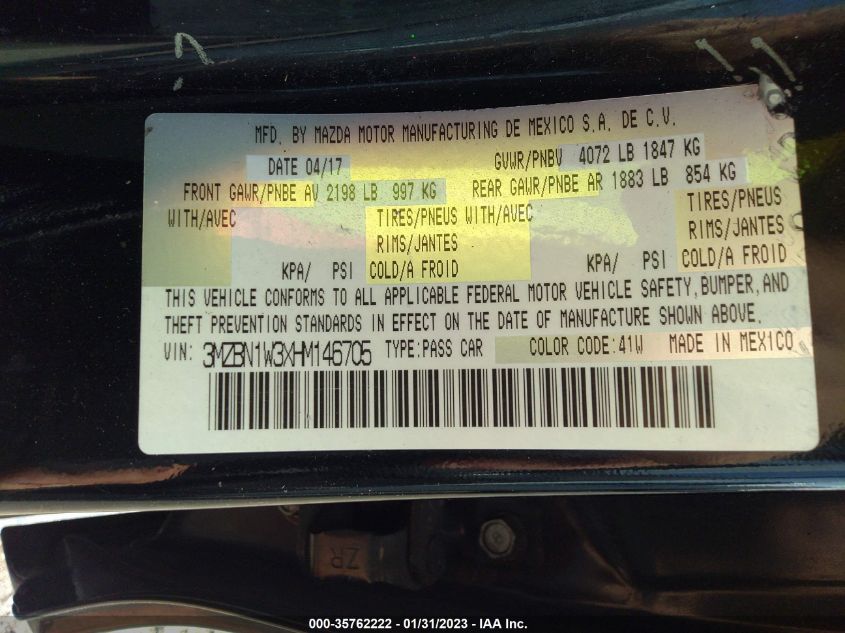 MFD. BY MAZDA MOTOR MANUFACTURING DE MEXICO S.A. DE C.V.
DATE 04/17 GVWR/PNBV 4072 LB 1847 KG
FRONT GAWR/PNBE AV 2198 LB 997 KG REAR GAWR/PNBE AR 1883 LB 854 KG
WITH/AVEC TIRES/PNEUS WITH/AVEC TIRES/PNEUS
RIMS/JANTES RIMS/JANTES
KPA/ PSI COLD/A FROID KPA/ PSI COLD/A FROID
THIS VEHICLE CONFORMS TO ALL APPLICABLE FEDERAL MOTOR VEHICLE SAFETY, BUMPER, AND
THEFT PREVENTION STANDARDS IN EFFECT ON THE DATE OF MANUFACTURE SHOWN ABOVE.
VIN: 3MZBN1W3XHM146705 TYPE:PASS CAR COLOR CODE:41W MADE IN MEXICO
ZR
8
000-35762222 - 01/31/2023 - IAA Inc.